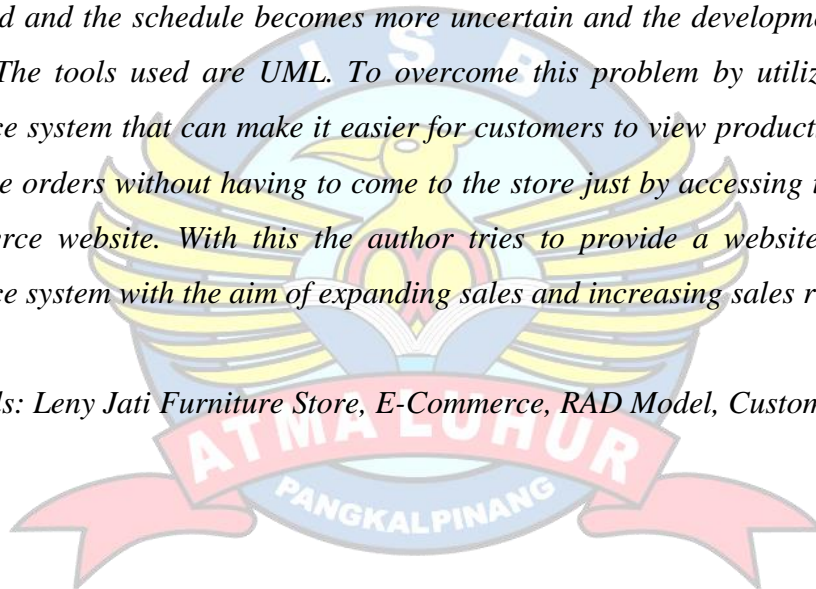 d and the schedule becomes more uncertain and the developme
The tools used are UML. To overcome this problem by utiliz
ce system that can make it easier for customers to view product
e orders without having to come to the store just by accessing
erce website. With this the author tries to provide a website
ce system with the aim of expanding sales and increasing sales r
ds: Leny Jati Furniture Store, E-Commerce, RAD Model, Custom
I S B
ATMA LUHUR
PANGKALPINANG